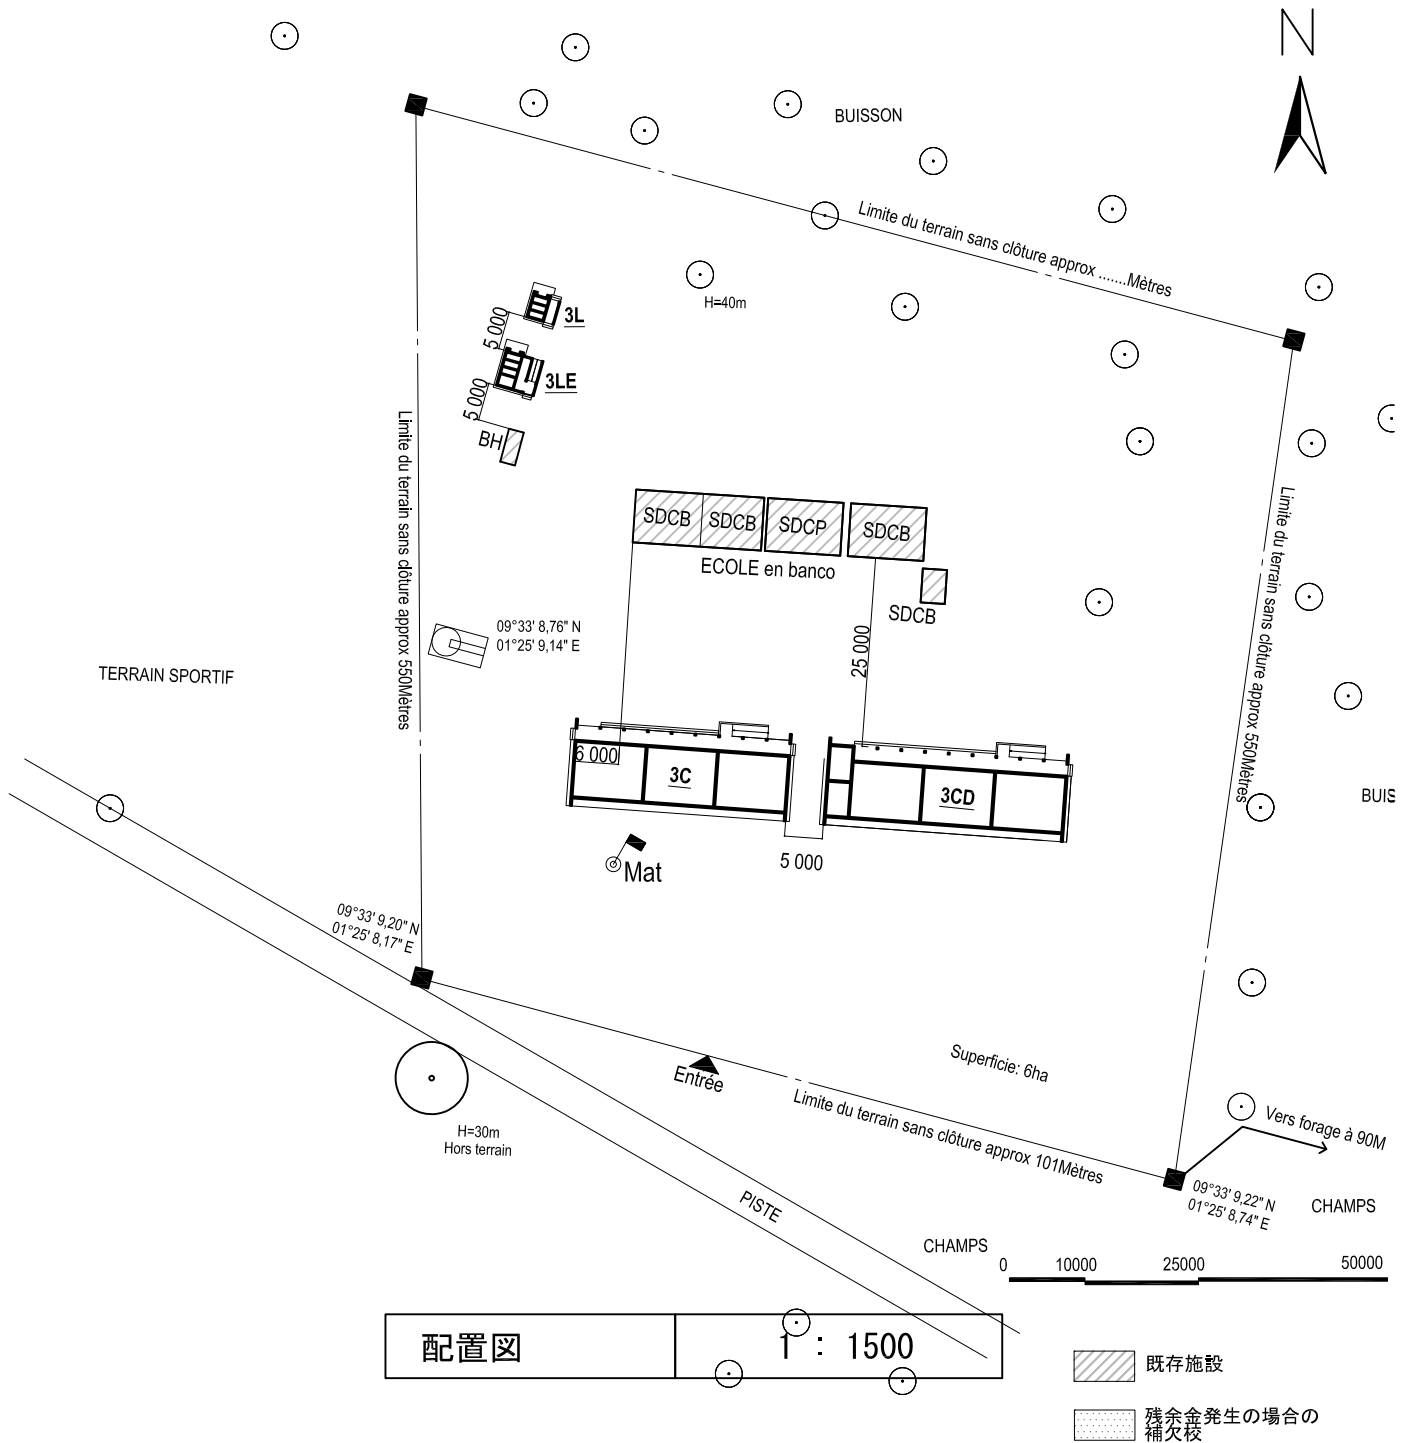 N
BUISSON
Limite du terrain sans clôture approx .......Mètres
H=40m
3L
5 000
3LE
5 000
BH
Limite du terrain sans clôture approx 550Mètres
Limite du terrain sans clôture approx 550Mètres
SDCB
SDCB
SDCP
SDCB
ECOLE en banco
SDCB
09°33' 8,76" N
01°25' 9,14" E
25 000
TERRAIN SPORTIF
6 000
3C
3CD
BUIS
5 000
Mat
09°33' 9,20" N
01°25' 8,17" E
Superficie: 6ha
Entrée
Limite du terrain sans clôture approx 101Mètres
Vers forage à 90M
H=30m
Hors terrain
09°33' 9,22" N
01°25' 8,74" E
CHAMPS
PISTE
CHAMPS
0 10000 25000 50000
配置図
1 : 1500
既存施設
残余金発生の場合の
補欠校